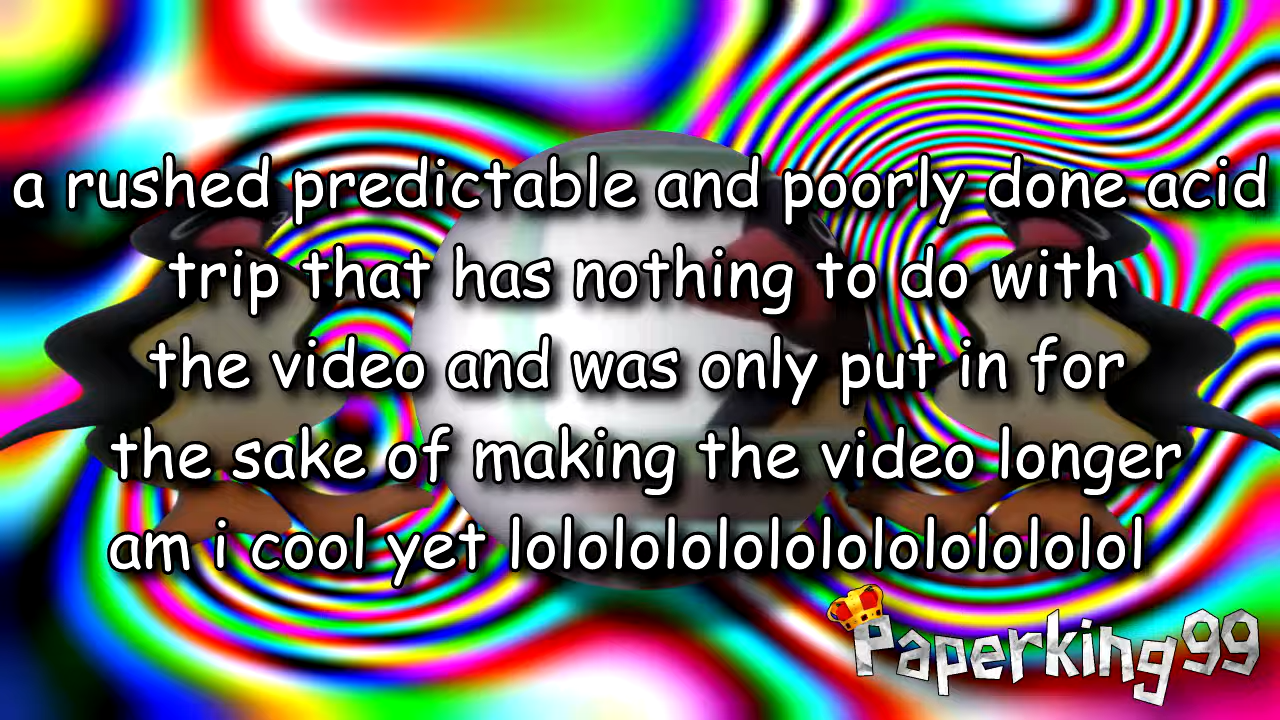 a rushed predictable and poorly done acid
trip that has nothing to do with
the video and was only put in for
the sake of making the video longer
am i cool yet lolololololololololololololol
Paperking99